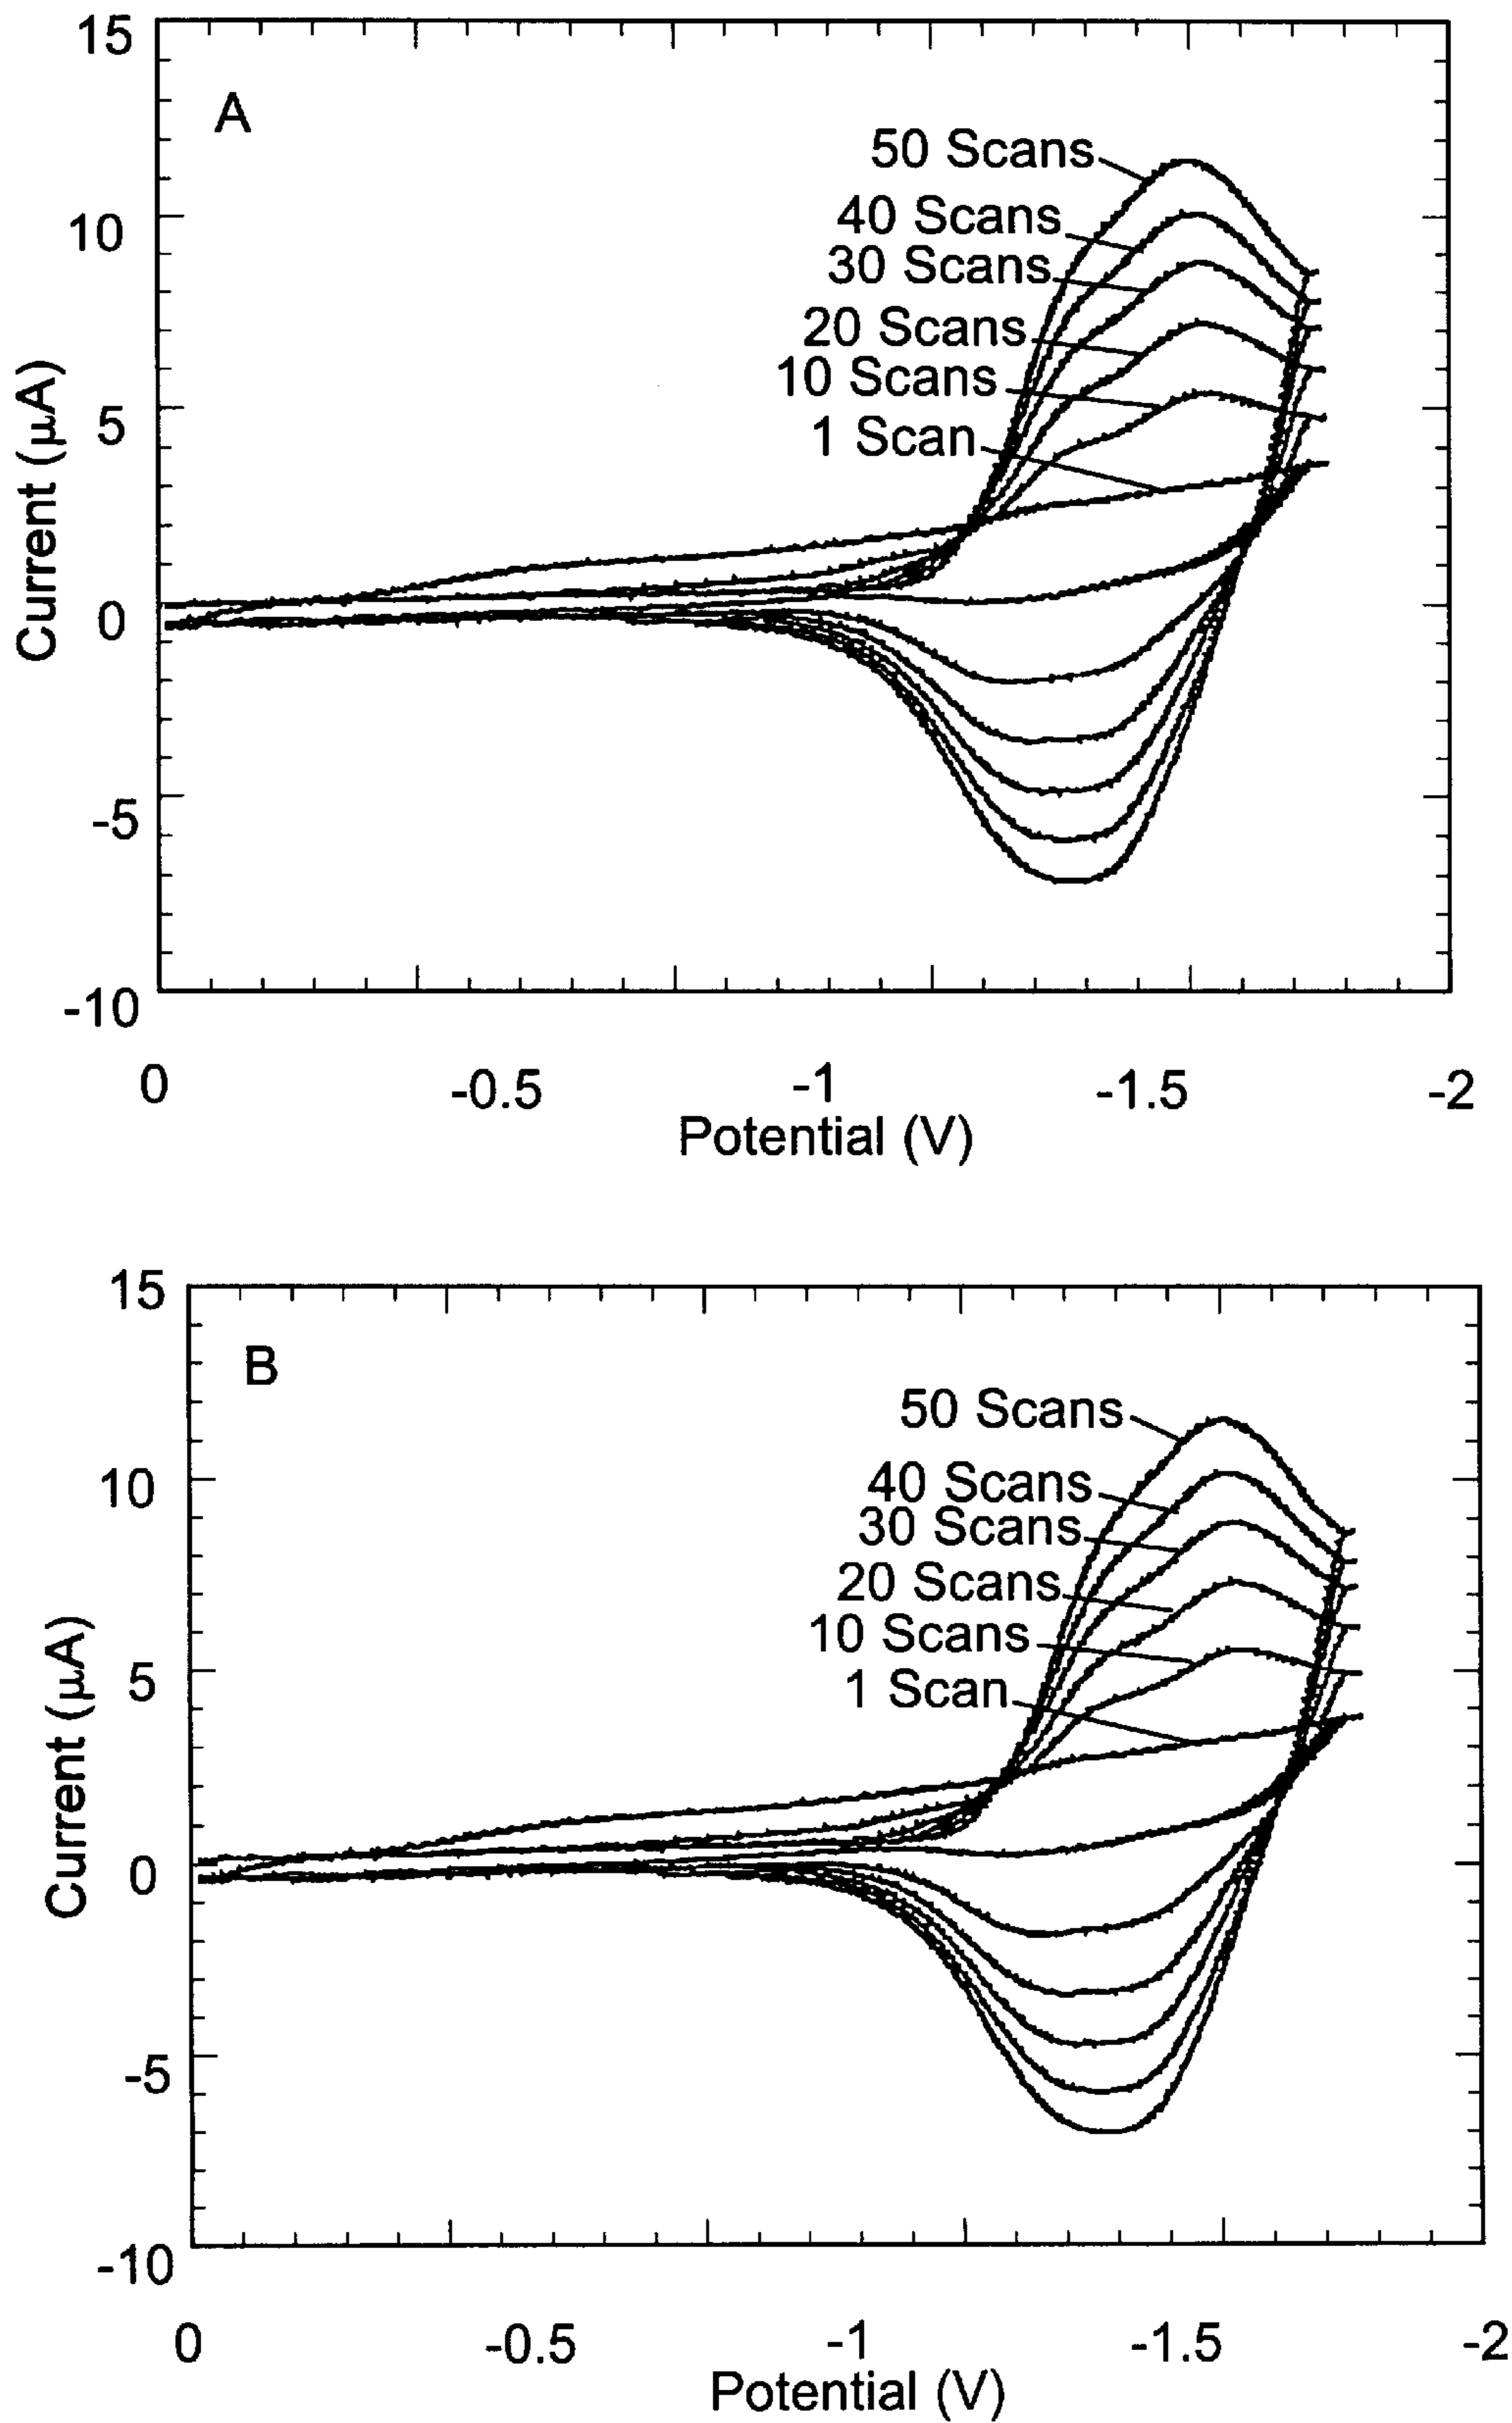 15
A
50 Scans
40 Scans
10
30 Scans
20 Scans
10 Scans
5
1 Scan
Current (μA)
0
-5
-10
0 -0.5 -1 -1.5 -2
Potential (V)
15
B
50 Scans
40 Scans
10
30 Scans
20 Scans
10 Scans
5
1 Scan
Current (μA)
0
-5
-10
0 -0.5 -1 -1.5 -2
Potential (V)